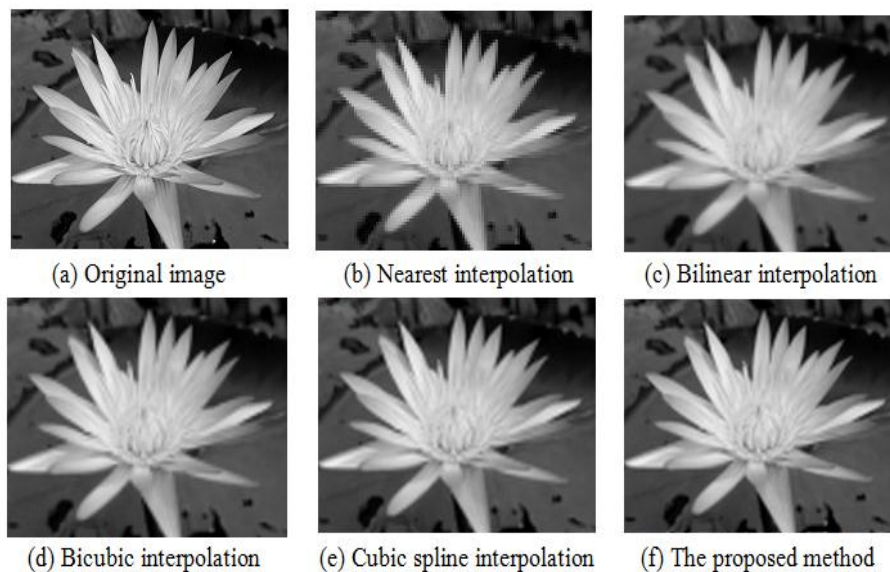 (a) Original image
(b) Nearest interpolation
(c) Bilinear interpolation
(d) Bicubic interpolation
(e) Cubic spline interpolation
(f) The proposed method